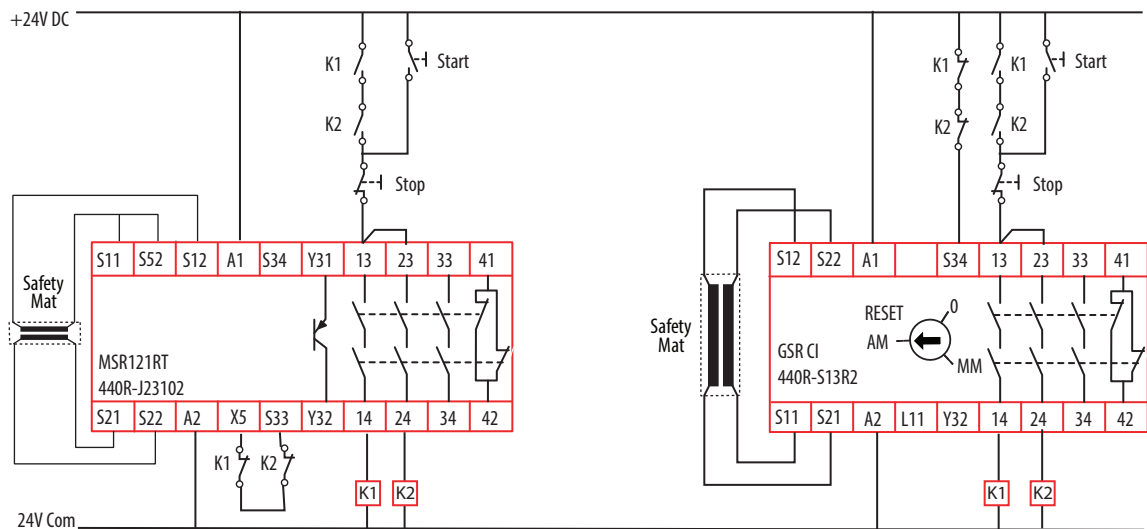 +24V DC
K1
Start
K1
K1
Start
K2
K2
K2
Stop
Stop
S11 S52 S12 A1 S34 Y31 13 23 33 41
S12 S22 A1 S34 13 23 33 41
Safety
Mat
MSR121RT
440R-J23102
Safety
Mat
RESET
0
AM
MM
GSR CI
440R-S13R2
S21 S22 A2 X5 S33 Y32 14 24 34 42
S11 S21 A2 L11 Y32 14 24 34 42
K1
K2
K1
K2
K1
K2
24V Com